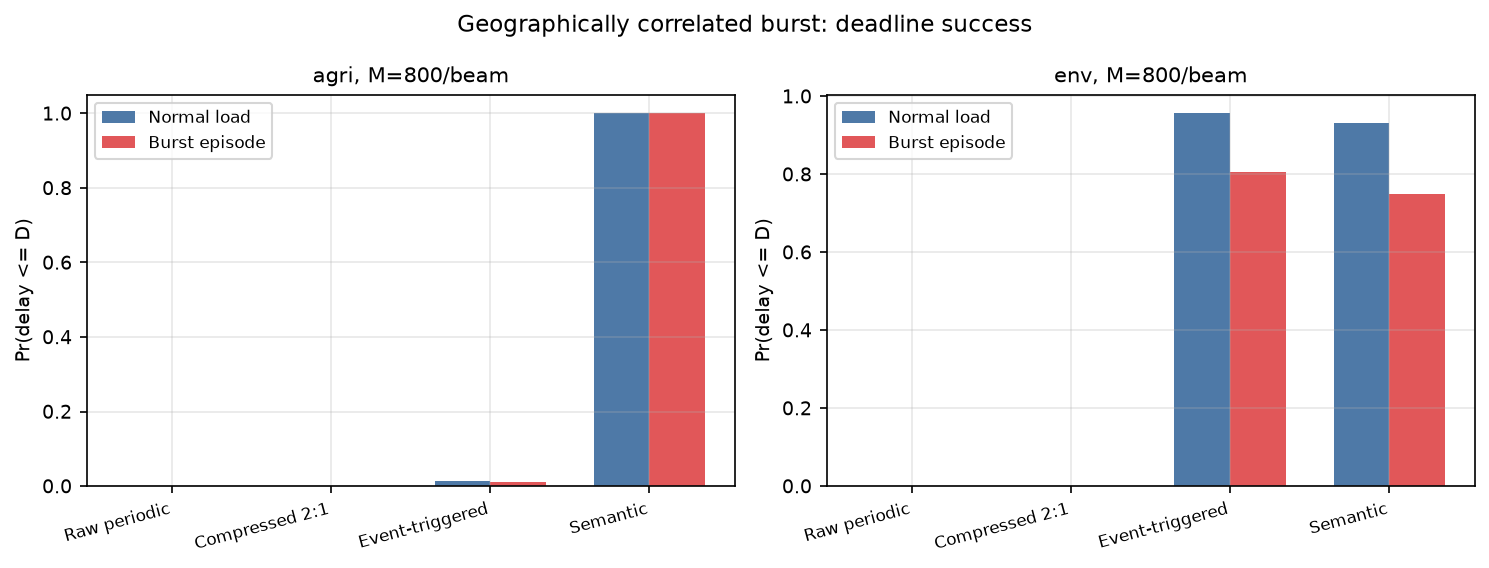 Geographically correlated burst: deadline success
agri, M=800/beam
Pr(delay <= D)
1.0
0.8
0.6
0.4
0.2
0.0
Normal load
Burst episode
Raw periodic
Compressed 2:1
Event-triggered
Semantic
env, M=800/beam
Pr(delay <= D)
1.0
0.8
0.6
0.4
0.2
0.0
Normal load
Burst episode
Raw periodic
Compressed 2:1
Event-triggered
Semantic